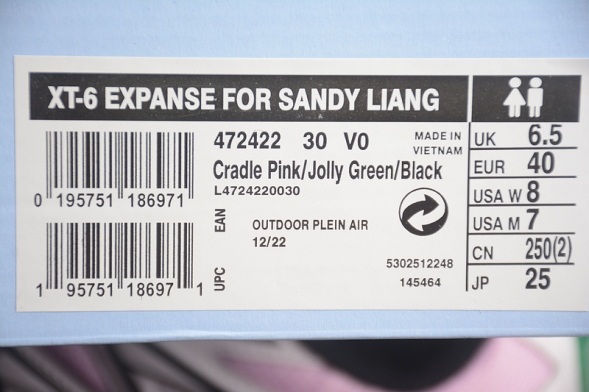 XT-6 EXPANSE FOR SANDY LIANG
472422 30 V0
MADE IN
VIETNAM
Cradle Pink/Jolly Green/Black
L4724220030
0 195751 186971
EAN
OUTDOOR PLEIN AIR
12/22
1 95751 18697 1
UPC
5302512248
145464
UK 6.5
EUR 40
USA W 8
USA M 7
CN 250(2)
JP 25